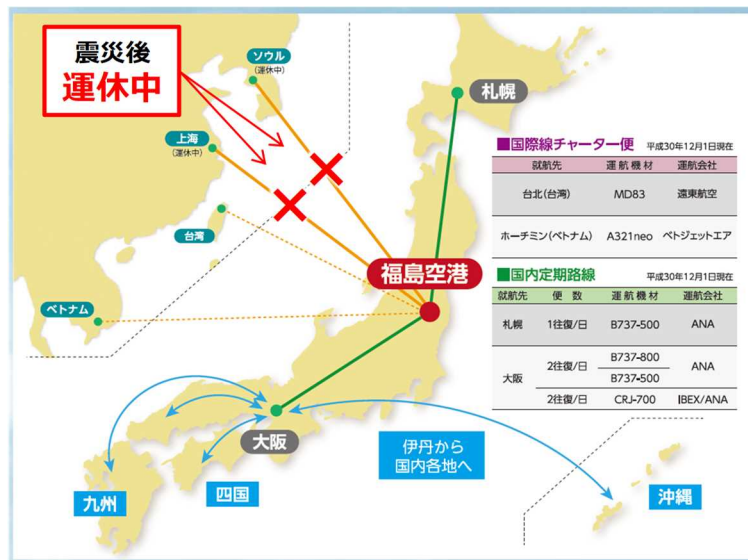 震災後
運休中
ソウル
(運休中)
上海
(運休中)
台湾
ベトナム
札幌
福島空港
大阪
九州
四国
伊丹から
国内各地へ
沖縄
■国際線チャーター便 平成30年12月1日現在
就航先 運航機材 運航会社
台北(台湾) MD83 遠東航空
ホーチミン(ベトナム) A321neo ベトジェットエア
■国内定期路線 平成30年12月1日現在
就航先 便 数 運航機材 運航会社
札幌 1往復/日 B737-500 ANA
大阪 2往復/日 B737-800 ANA
B737-500
2往復/日 CRJ-700 IBEX/ANA